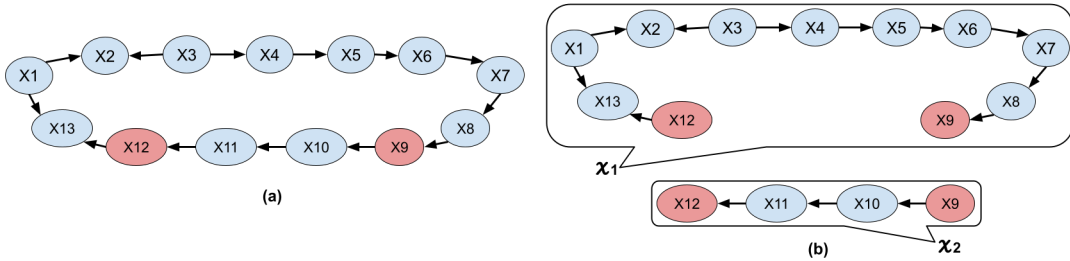 X2 X3 X4 X5 X6
X1 X7
X13 X8
X12 X11 X10 X9
(a)
X2 X3 X4 X5 X6
X1 X7
X13 X8
X12 X9
𝝌1
X12 X11 X10 X9
(b)
𝝌2